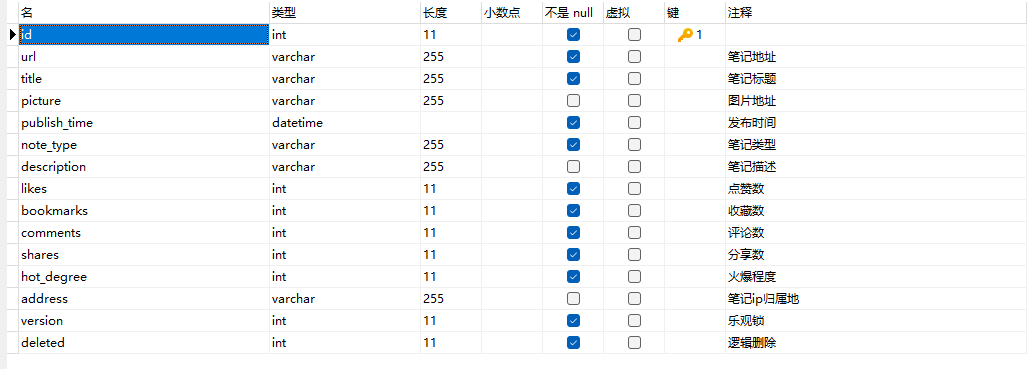 名 类型 长度 小数点 不是 null 虚拟 键 注释
id int 11 1
url varchar 255 笔记地址
title varchar 255 笔记标题
picture varchar 255 图片地址
publish_time datetime 发布时间
note_type varchar 255 笔记类型
description varchar 255 笔记描述
likes int 11 点赞数
bookmarks int 11 收藏数
comments int 11 评论数
shares int 11 分享数
hot_degree int 11 火爆程度
address varchar 255 笔记ip归属地
version int 11 乐观锁
deleted int 11 逻辑删除